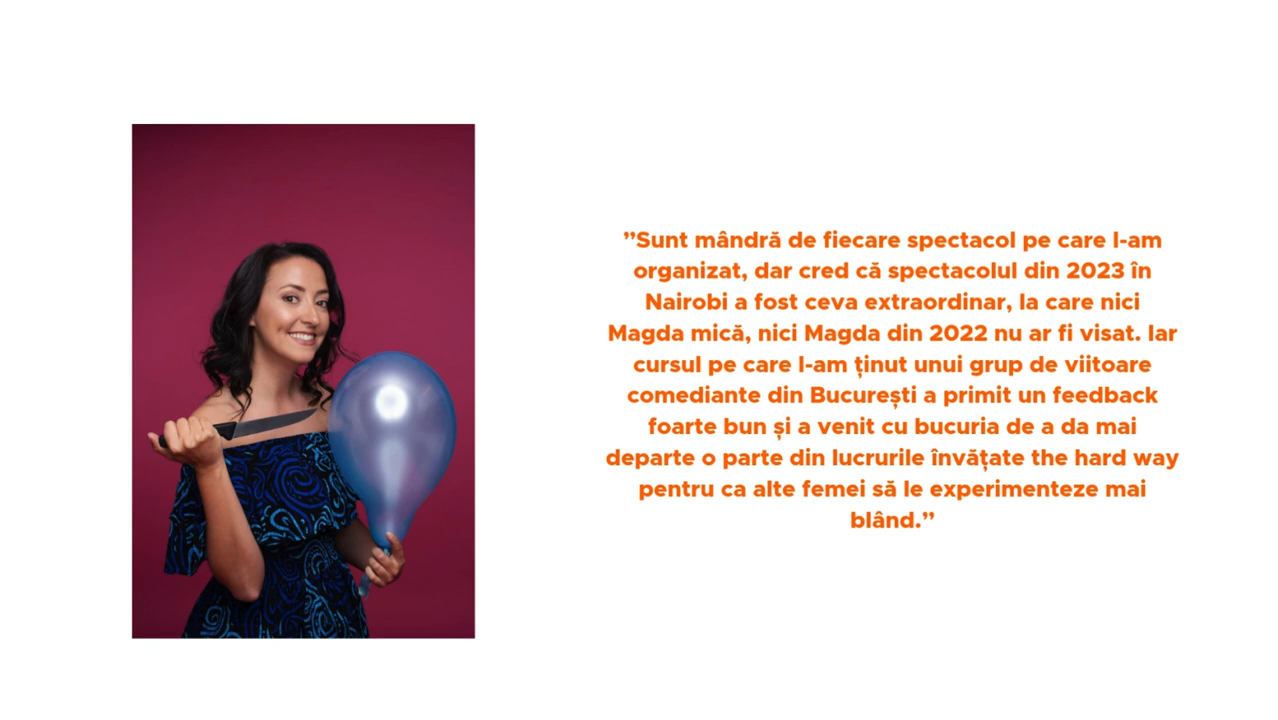 ”Sunt mândră de fiecare spectacol pe care l-am
organizat, dar cred că spectacolul din 2023 în
Nairobi a fost ceva extraordinar, la care nici
Magda mică, nici Magda din 2022 nu ar fi visat. Iar
cursul pe care l-am ținut unui grup de viitoare
comediante din București a primit un feedback
foarte bun și a venit cu bucuria de a da mai
departe o parte din lucrurile învățate the hard way
pentru ca alte femei să le experimenteze mai
blând.”